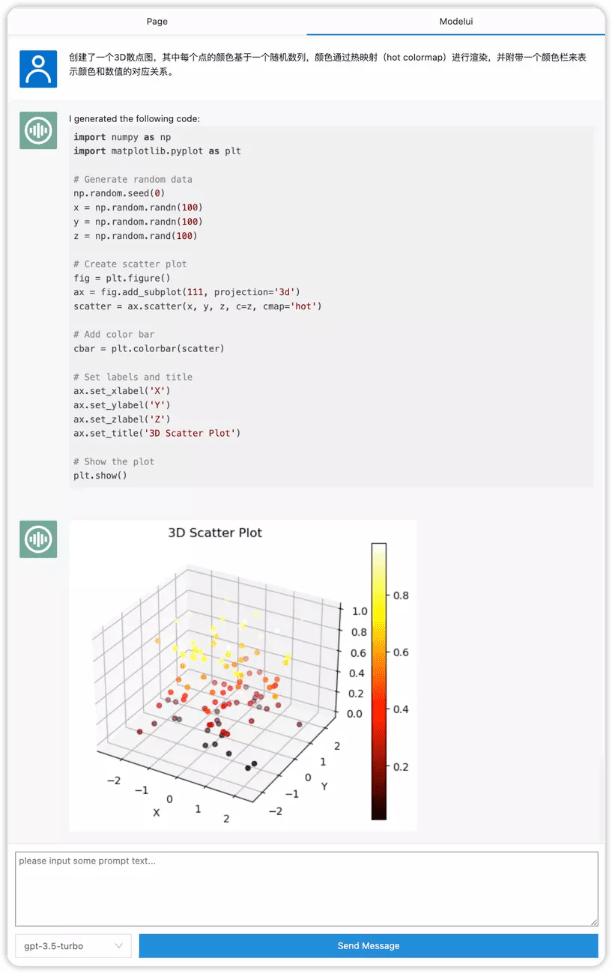 Page
Modelui
创建了一个3D散点图，其中每个点的颜色基于一个随机数列，颜色通过热映射（hot colormap）进行渲染，并附带一个颜色栏来表
示颜色和数值的对应关系。
I generated the following code:
import numpy as np
import matplotlib.pyplot as plt
# Generate random data
np.random.seed(0)
x = np.random.randn(100)
y = np.random.randn(100)
z = np.random.rand(100)
# Create scatter plot
fig = plt.figure()
ax = fig.add_subplot(111, projection='3d')
scatter = ax.scatter(x, y, z, c=z, cmap='hot')
# Add color bar
cbar = plt.colorbar(scatter)
# Set labels and title
ax.set_xlabel('X')
ax.set_ylabel('Y')
ax.set_zlabel('Z')
ax.set_title('3D Scatter Plot')
# Show the plot
plt.show()
3D Scatter Plot
1.0
0.8
0.6
0.4
0.2
0.0
0.8
0.6
0.4
0.2
−2
−1
0
1
2
X
−2
−1
0
1
2
Y
please input some prompt text...
gpt-3.5-turbo
Send Message